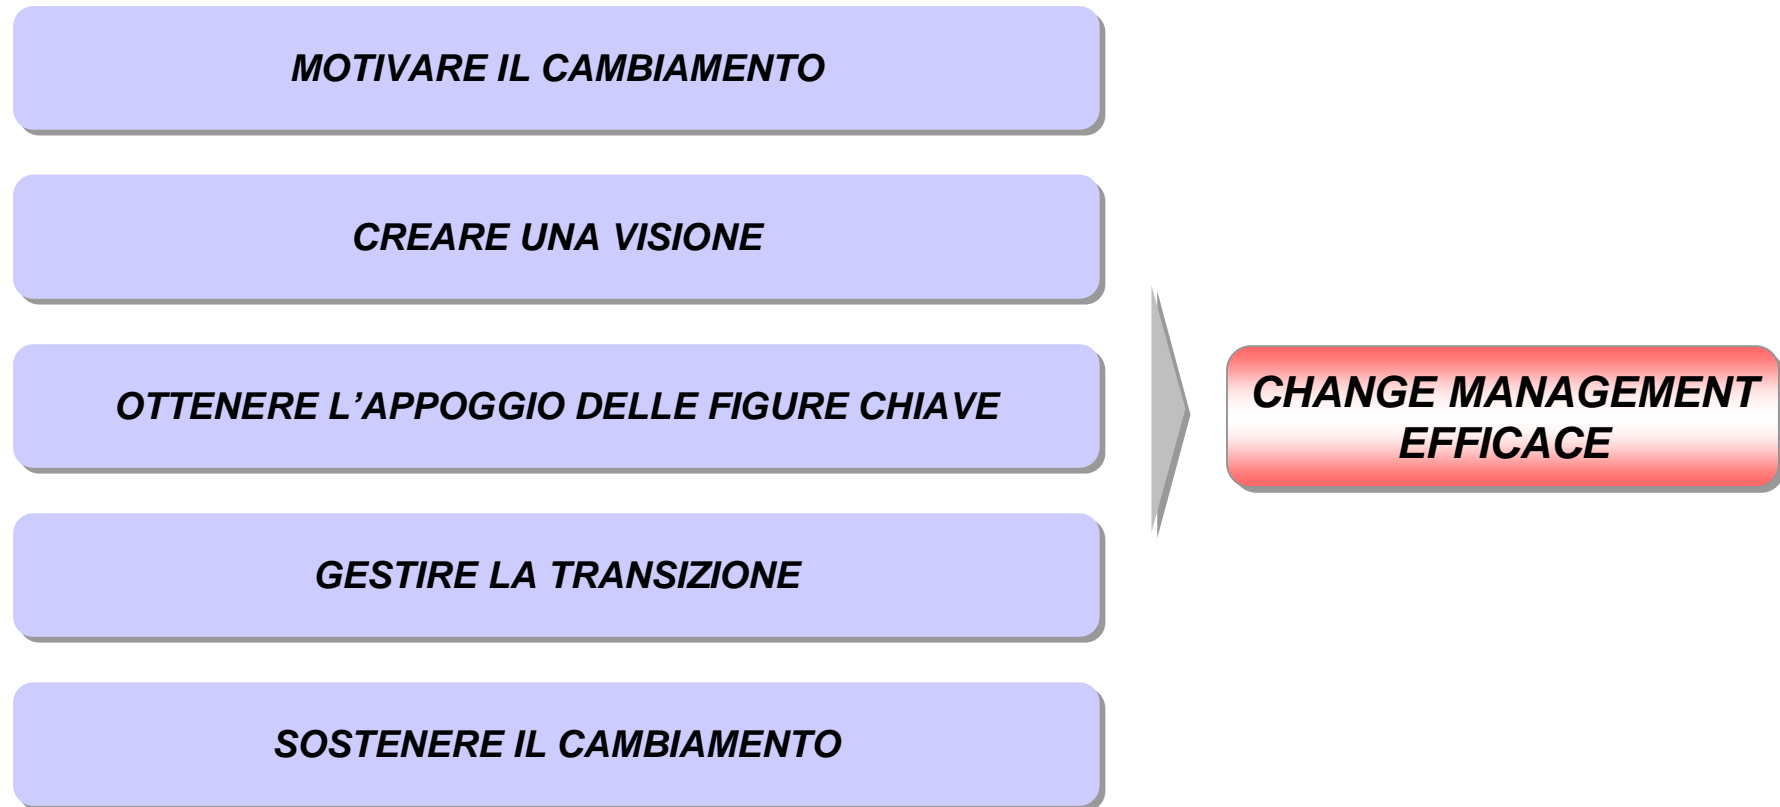 MOTIVARE IL CAMBIAMENTO
CREARE UNA VISIONE
OTTENERE L’APPOGGIO DELLE FIGURE CHIAVE
GESTIRE LA TRANSIZIONE
SOSTENERE IL CAMBIAMENTO
CHANGE MANAGEMENT
EFFICACE